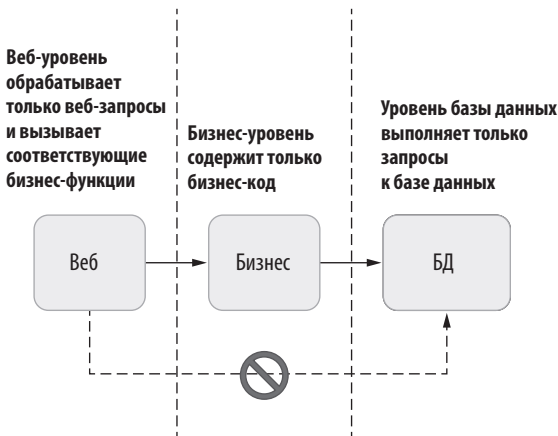 Веб-уровень
обрабатывает
только веб-запросы
и вызывает
соответствующие
бизнес-функции
Бизнес-уровень
содержит только
бизнес-код
Уровень базы данных
выполняет только
запросы
к базе данных
Веб
Бизнес
БД